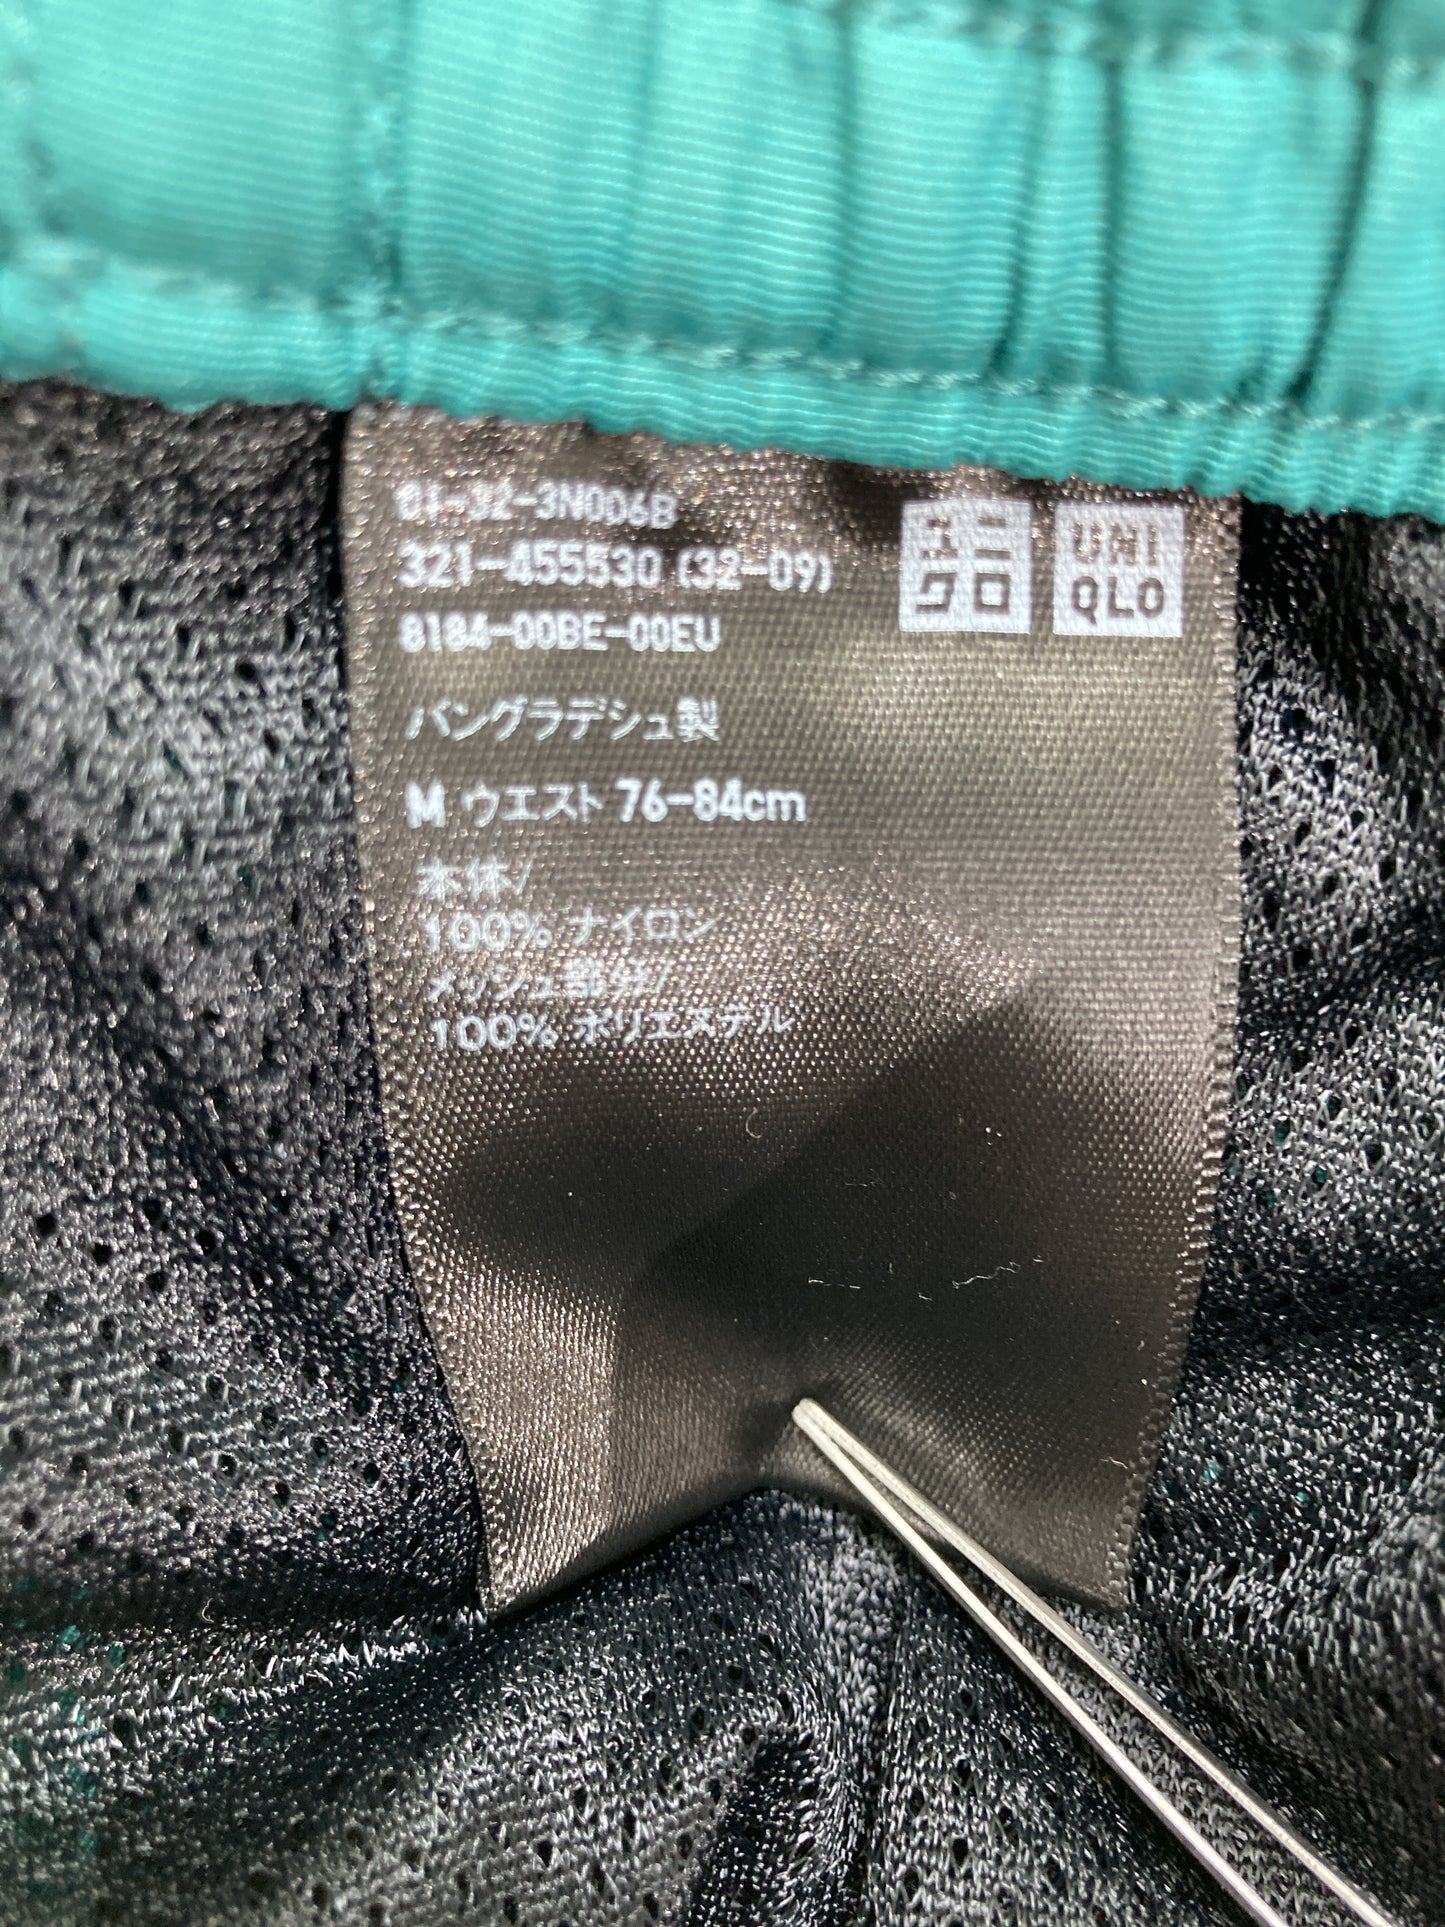 01-32-3N006B
321-455530 (32-09)
8184-00BE-00EU
ユニ
クロ
UNI
QLO
バングラデシュ製
M ウエスト 76-84cm
本体/
100% ナイロン
メッシュ部分/
100% ポリエステル